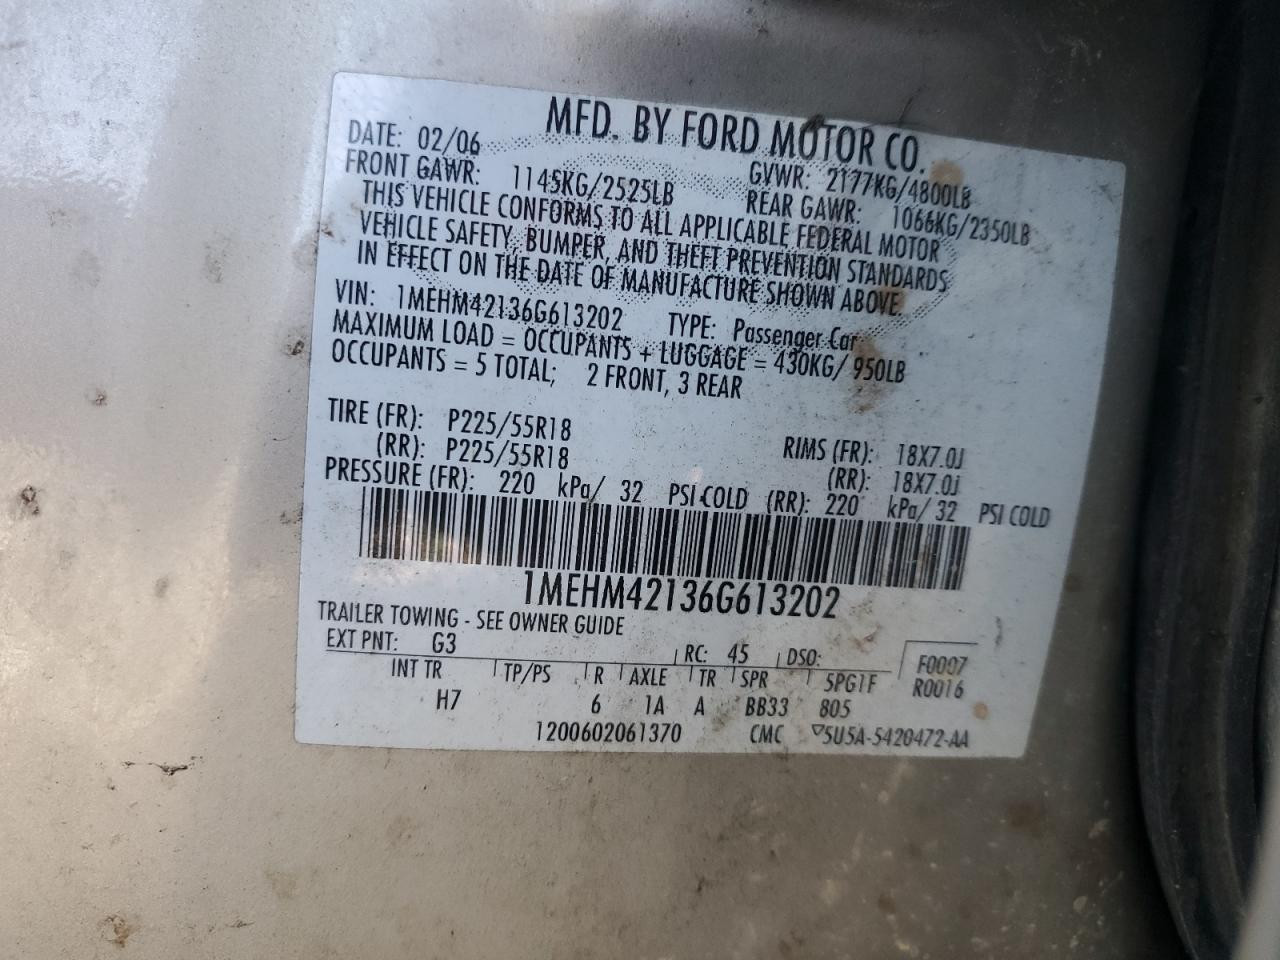 MFD. BY FORD MOTOR CO.
DATE: 02/06 GVWR: 2177KG/4800LB
FRONT GAWR: 1145KG/2525LB REAR GAWR: 1066KG/2350LB
THIS VEHICLE CONFORMS TO ALL APPLICABLE FEDERAL MOTOR
VEHICLE SAFETY, BUMPER, AND THEFT PREVENTION STANDARDS
IN EFFECT ON THE DATE OF MANUFACTURE SHOWN ABOVE
VIN: 1MEHM42136G613202 TYPE: Passenger Car
MAXIMUM LOAD = OCCUPANTS + LUGGAGE = 430KG/ 950LB
OCCUPANTS = 5 TOTAL; 2 FRONT, 3 REAR
TIRE (FR): P225/55R18 RIMS (FR): 18X7.0J
(RR): P225/55R18 (RR): 18X7.0J
PRESSURE (FR): 220 kPa/ 32 PSI COLD (RR): 220 kPa/ 32 PSI COLD
1MEHM42136G613202
TRAILER TOWING - SEE OWNER GUIDE
EXT PNT: G3 RC: 45 DSO: F0007
INT TR TP/PS R AXLE TR SPR 5PG1F R0016
H7 6 1A A BB33 805
1200602061370 CMC ▽5U5A-5420472-AA